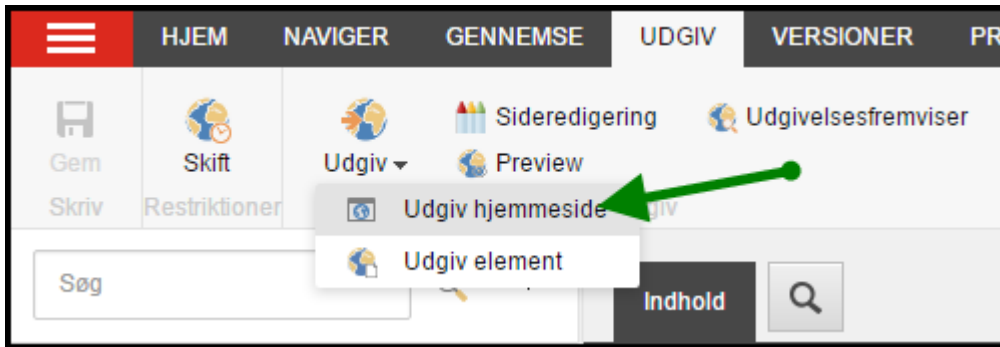 HJEM NAVIGER GENNEMSE UDGIV VERSIONER PR
Sideredigering Udgivelsesfremviser
Gem Skift Udgiv Preview
Skriv Restriktioner
Udgiv hjemmeside
Udgiv element
Søg
Indhold